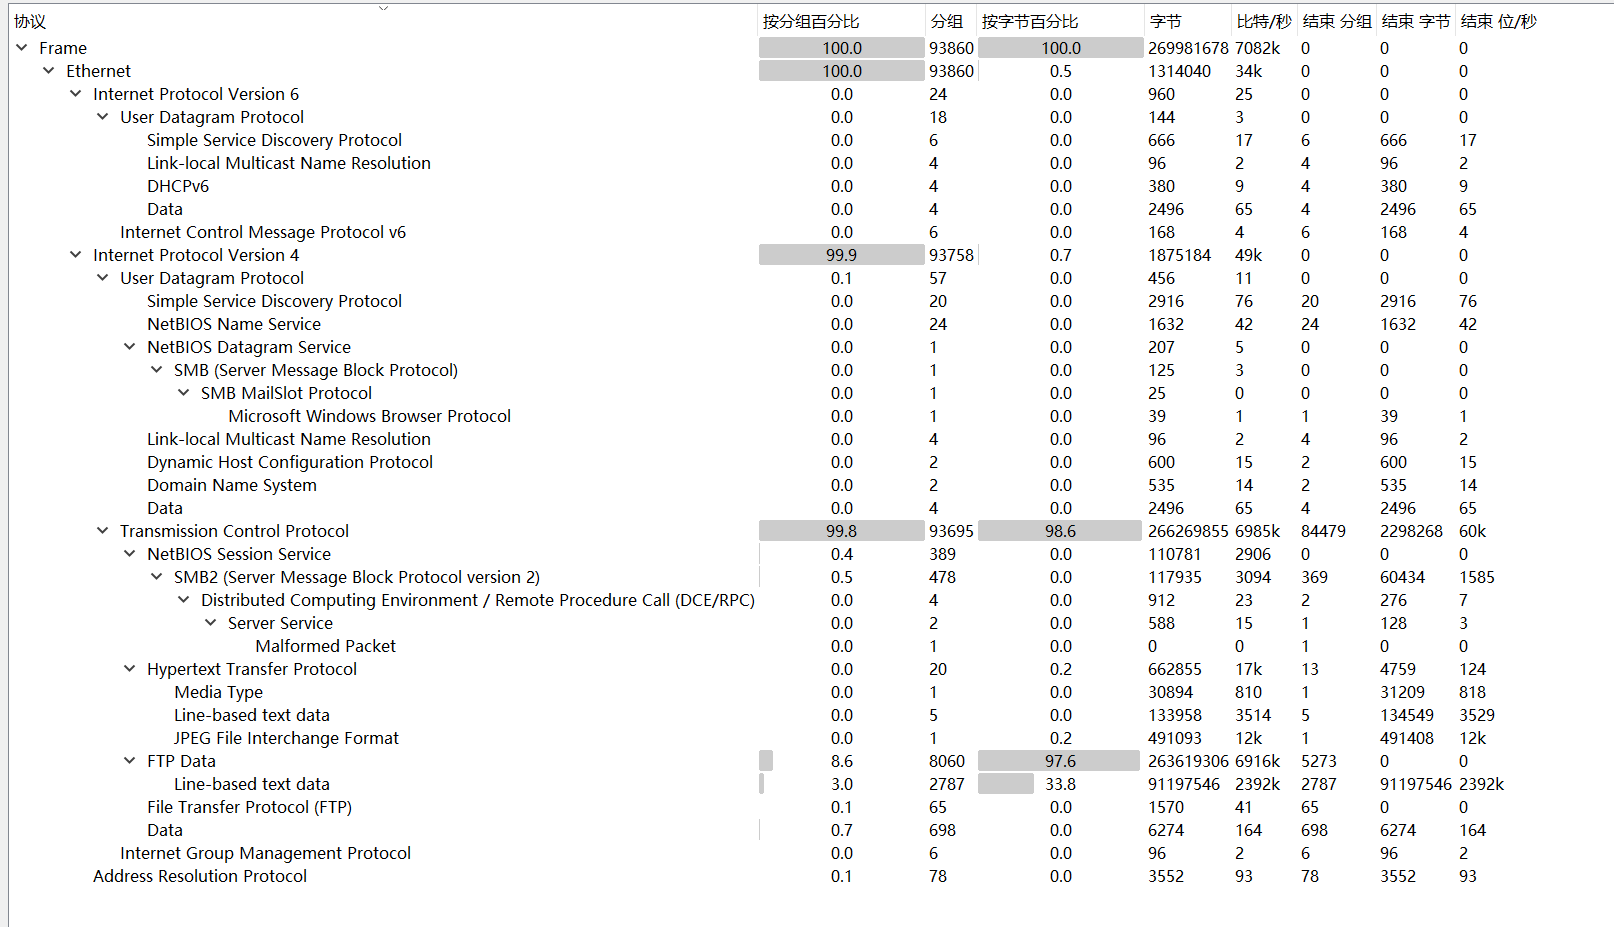 协议 按分组百分比 分组 按字节百分比 字节 比特/秒 结束 分组 结束 字节 结束 位/秒
Frame 100.0 93860 100.0 269981678 7082k 0 0 0
Ethernet 100.0 93860 0.5 1314040 34k 0 0 0
Internet Protocol Version 6 0.0 24 0.0 960 25 0 0 0
User Datagram Protocol 0.0 18 0.0 144 3 0 0 0
Simple Service Discovery Protocol 0.0 6 0.0 666 17 6 666 17
Link-local Multicast Name Resolution 0.0 4 0.0 96 2 4 96 2
DHCPv6 0.0 4 0.0 380 9 4 380 9
Data 0.0 4 0.0 2496 65 4 2496 65
Internet Control Message Protocol v6 0.0 6 0.0 168 4 6 168 4
Internet Protocol Version 4 99.9 93758 0.7 1875184 49k 0 0 0
User Datagram Protocol 0.1 57 0.0 456 11 0 0 0
Simple Service Discovery Protocol 0.0 20 0.0 2916 76 20 2916 76
NetBIOS Name Service 0.0 24 0.0 1632 42 24 1632 42
NetBIOS Datagram Service 0.0 1 0.0 207 5 0 0 0
SMB (Server Message Block Protocol) 0.0 1 0.0 125 3 0 0 0
SMB MailSlot Protocol 0.0 1 0.0 25 0 0 0 0
Microsoft Windows Browser Protocol 0.0 1 0.0 39 1 1 39 1
Link-local Multicast Name Resolution 0.0 4 0.0 96 2 4 96 2
Dynamic Host Configuration Protocol 0.0 2 0.0 600 15 2 600 15
Domain Name System 0.0 2 0.0 535 14 2 535 14
Data 0.0 4 0.0 2496 65 4 2496 65
Transmission Control Protocol 99.8 93695 98.6 266269855 6985k 84479 2298268 60k
NetBIOS Session Service 0.4 389 0.0 110781 2906 0 0 0
SMB2 (Server Message Block Protocol version 2) 0.5 478 0.0 117935 3094 369 60434 1585
Distributed Computing Environment / Remote Procedure Call (DCE/RPC) 0.0 4 0.0 912 23 2 276 7
Server Service 0.0 2 0.0 588 15 1 128 3
Malformed Packet 0.0 1 0.0 0 0 1 0 0
Hypertext Transfer Protocol 0.0 20 0.2 662855 17k 13 4759 124
Media Type 0.0 1 0.0 30894 810 1 31209 818
Line-based text data 0.0 5 0.0 133958 3514 5 134549 3529
JPEG File Interchange Format 0.0 1 0.2 491093 12k 1 491408 12k
FTP Data 8.6 8060 97.6 263619306 6916k 5273 0 0
Line-based text data 3.0 2787 33.8 91197546 2392k 2787 91197546 2392k
File Transfer Protocol (FTP) 0.1 65 0.0 1570 41 65 0 0
Data 0.7 698 0.0 6274 164 698 6274 164
Internet Group Management Protocol 0.0 6 0.0 96 2 6 96 2
Address Resolution Protocol 0.1 78 0.0 3552 93 78 3552 93